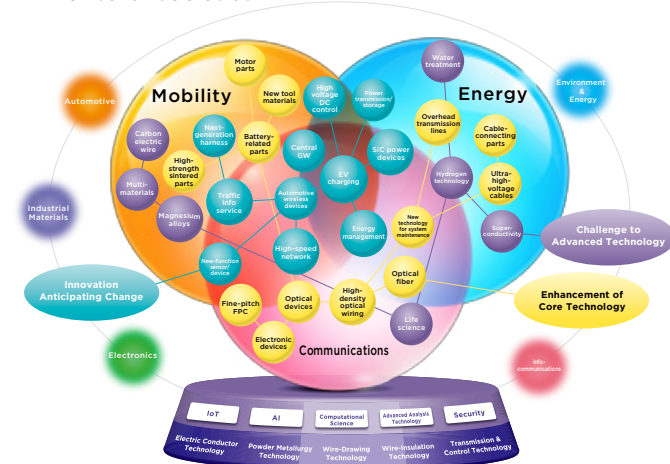 Motor
parts
Water
treatment
Mobility
Energy
High
voltage
DC
control
Power
transmission/
storage
New tool
materials
Environment
&
Energy
Automotive
Overhead
transmission
lines
Cable-
connecting
parts
Carbon
electric
wire
Next-
generation
harness
Battery-
related
parts
Central
GW
SiC power
devices
High-
strength
sintered
parts
EV
charging
Hydrogen
technology
Ultra-
high-
voltage
cables
Multi-
materials
Traffic
info
service
Automotive
wireless
devices
Industrial
Materials
Magnesium
alloys
New
technology
for system
maintenance
Super-
conductivity
Challenge to
Advanced Technology
Energy
management
High-speed
network
New-function
sensor/
device
Optical
fiber
Innovation
Anticipating Change
Enhancement of
Core Technology
Fine-pitch
FPC
Optical
devices
High-
density
optical
wiring
Life
science
Electronic
devices
Communications
Electronics
Info-
communications
IoT
AI
Computational
Science
Advanced Analysis
Technology
Security
Electric Conductor
Technology
Powder Metallurgy
Technology
Wire-Drawing
Technology
Wire-Insulation
Technology
Transmission &
Control Technology